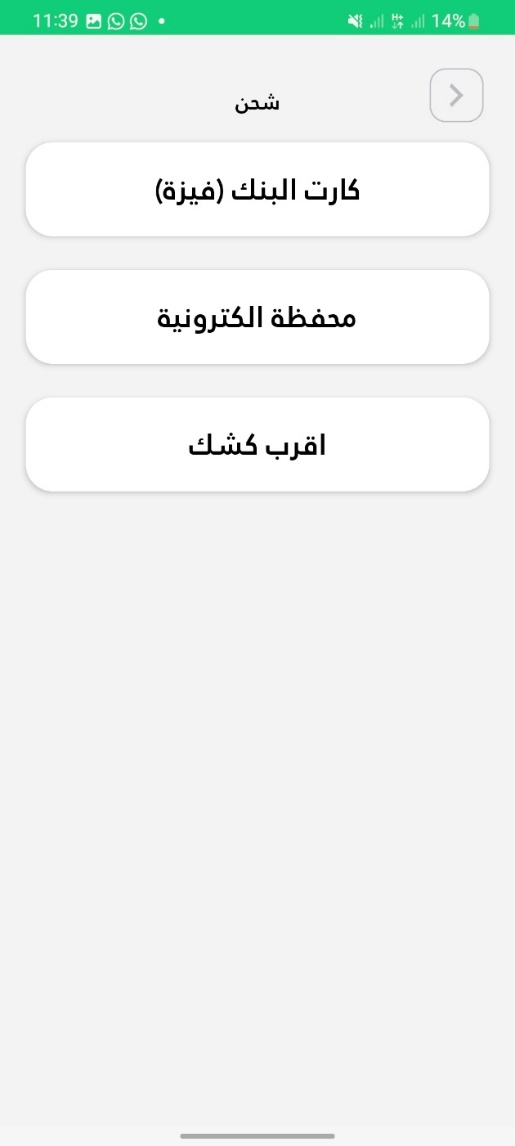 11:39
H+
14%
شحن
كارت البنك (فيزة)
محفظة الكترونية
اقرب كشك